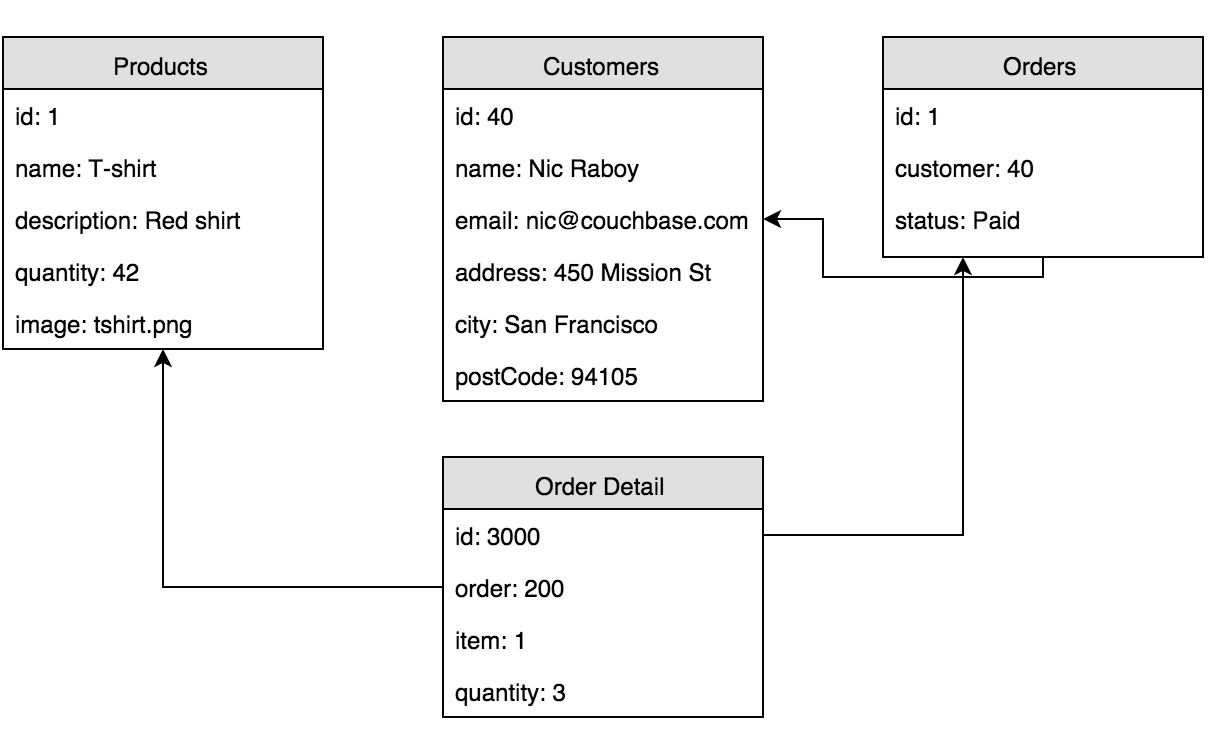 Products
id: 1
name: T-shirt
description: Red shirt
quantity: 42
image: tshirt.png
Customers
id: 40
name: Nic Raboy
email: nic@couchbase.com
address: 450 Mission St
city: San Francisco
postCode: 94105
Orders
id: 1
customer: 40
status: Paid
Order Detail
id: 3000
order: 200
item: 1
quantity: 3